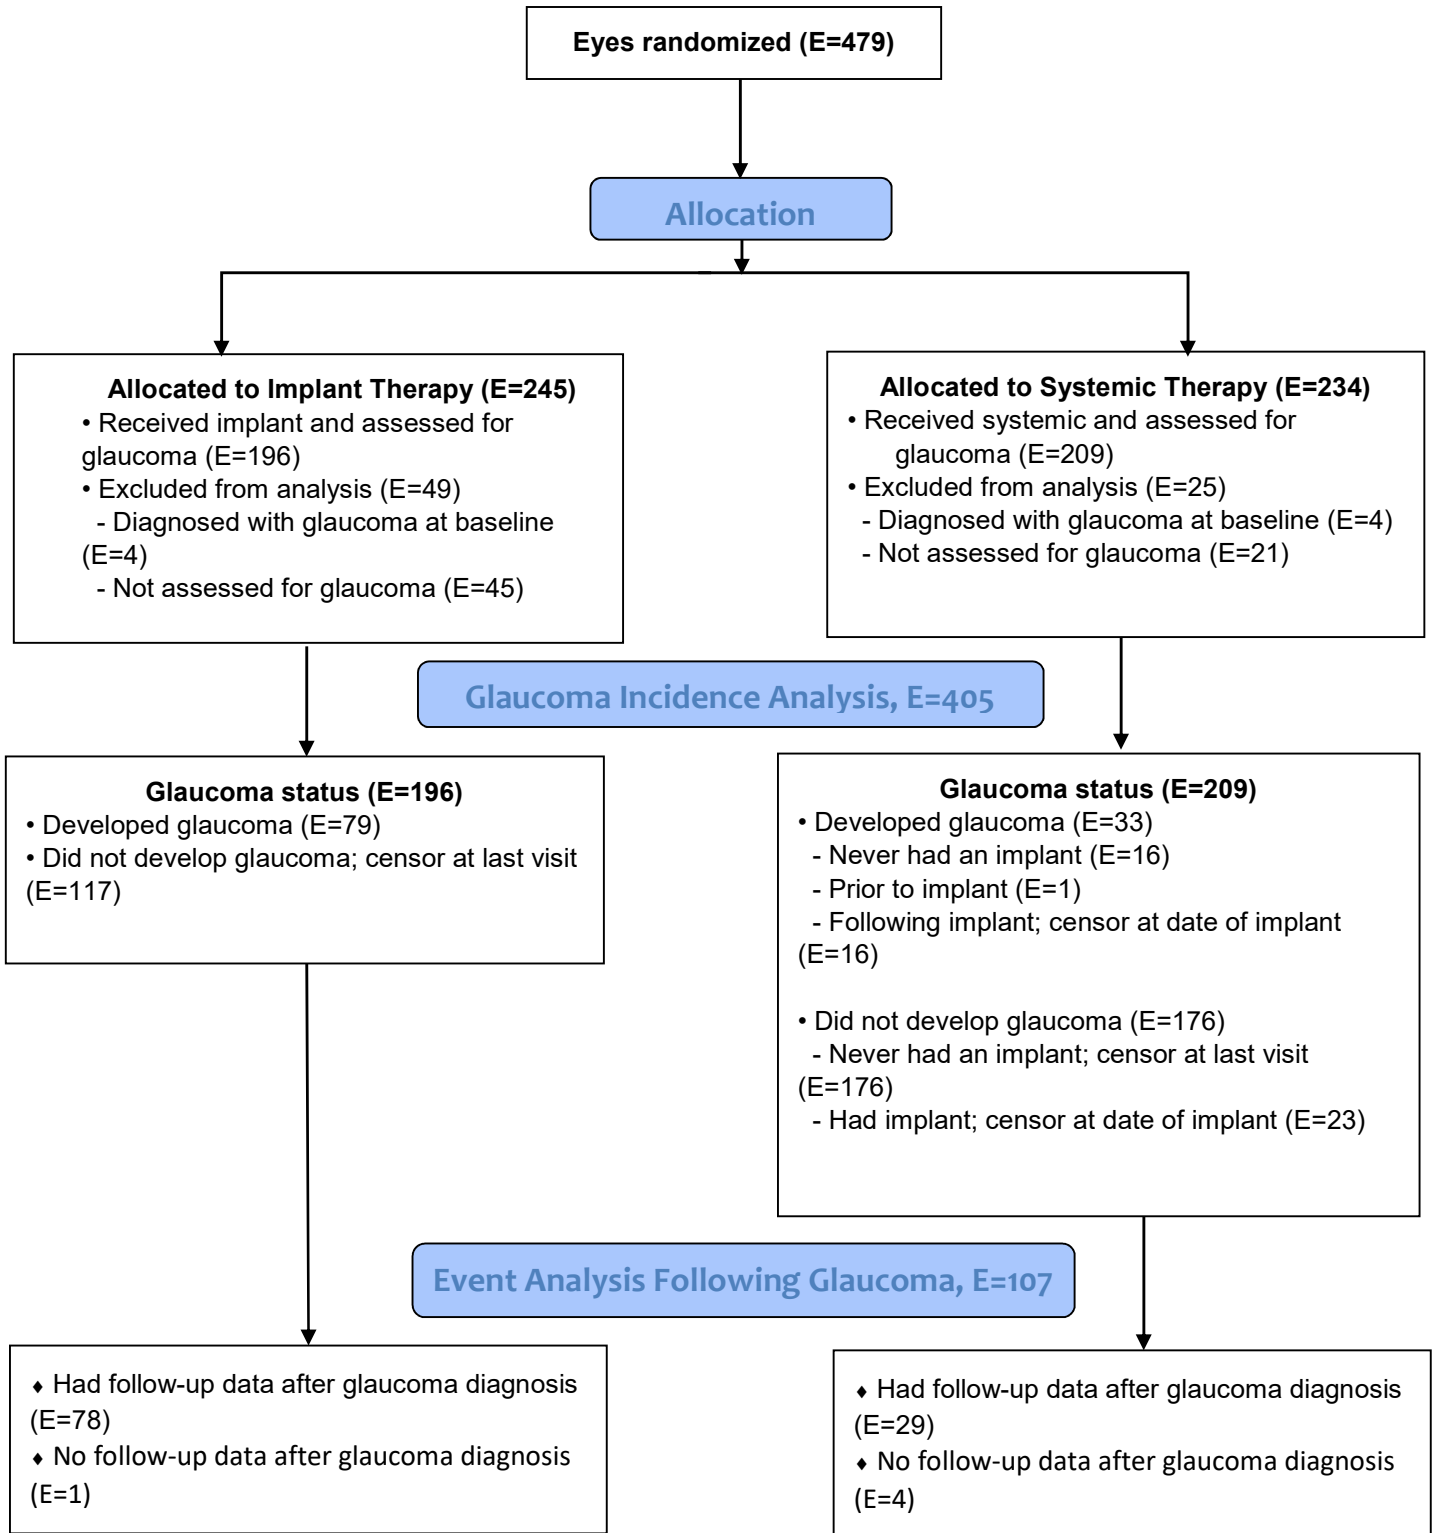 Eyes randomized (E=479)
Allocation
Allocated to Implant Therapy (E=245)
• Received implant and assessed for
glaucoma (E=196)
• Excluded from analysis (E=49)
- Diagnosed with glaucoma at baseline
(E=4)
- Not assessed for glaucoma (E=45)
Allocated to Systemic Therapy (E=234)
• Received systemic and assessed for
glaucoma (E=209)
• Excluded from analysis (E=25)
- Diagnosed with glaucoma at baseline (E=4)
- Not assessed for glaucoma (E=21)
Glaucoma Incidence Analysis, E=405
Glaucoma status (E=196)
• Developed glaucoma (E=79)
• Did not develop glaucoma; censor at last visit
(E=117)
Glaucoma status (E=209)
• Developed glaucoma (E=33)
- Never had an implant (E=16)
- Prior to implant (E=1)
- Following implant; censor at date of implant
(E=16)
• Did not develop glaucoma (E=176)
- Never had an implant; censor at last visit
(E=176)
- Had implant; censor at date of implant (E=23)
Event Analysis Following Glaucoma, E=107
♦ Had follow-up data after glaucoma diagnosis
(E=78)
♦ No follow-up data after glaucoma diagnosis
(E=1)
♦ Had follow-up data after glaucoma diagnosis
(E=29)
♦ No follow-up data after glaucoma diagnosis
(E=4)